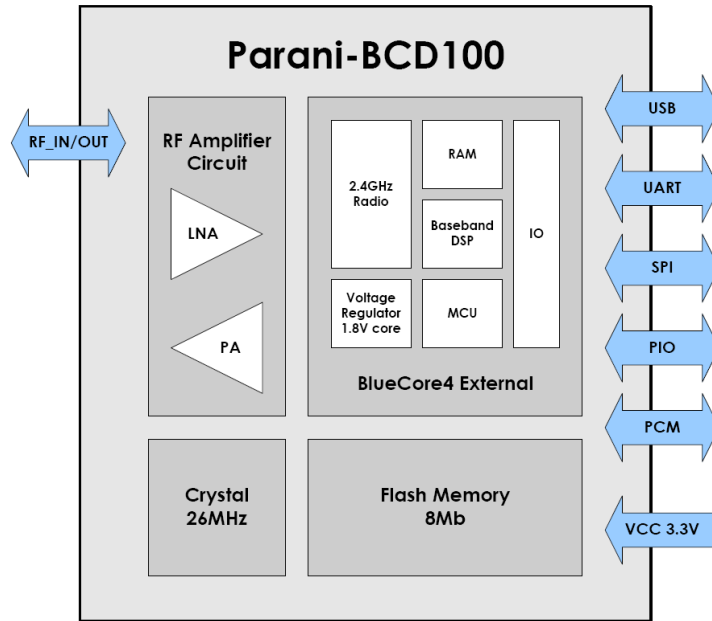 Parani-BCD100
RF_IN/OUT
RF Amplifier
Circuit
LNA
PA
2.4GHz
Radio
RAM
Baseband
DSP
IO
Voltage
Regulator
1.8V core
MCU
BlueCore4 External
Crystal
26MHz
Flash Memory
8Mb
USB
UART
SPI
PIO
PCM
VCC 3.3V